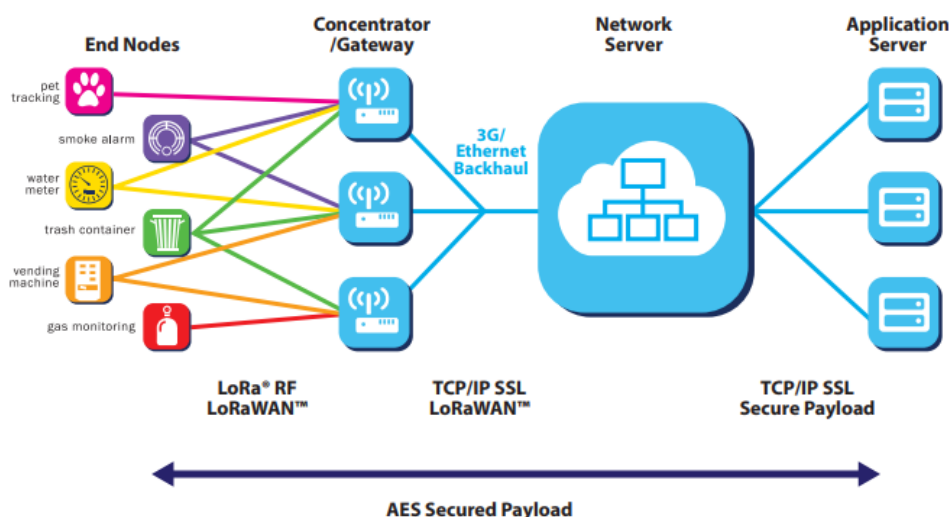 End Nodes
Concentrator
/Gateway
Network
Server
Application
Server
pet
tracking
smoke alarm
water
meter
trash container
vending
machine
gas monitoring
3G/
Ethernet
Backhaul
LoRa® RF
LoRaWAN™
TCP/IP SSL
LoRaWAN™
TCP/IP SSL
Secure Payload
AES Secured Payload